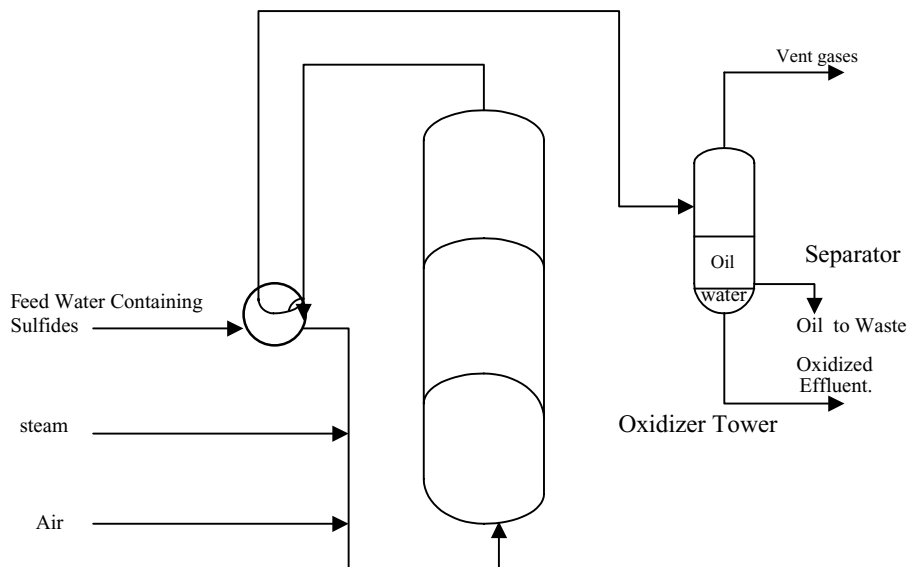 Vent gases
Oil
Separator
water
Feed Water Containing
Sulfides
Oil to Waste
Oxidized
Effluent.
Oxidizer Tower
steam
Air